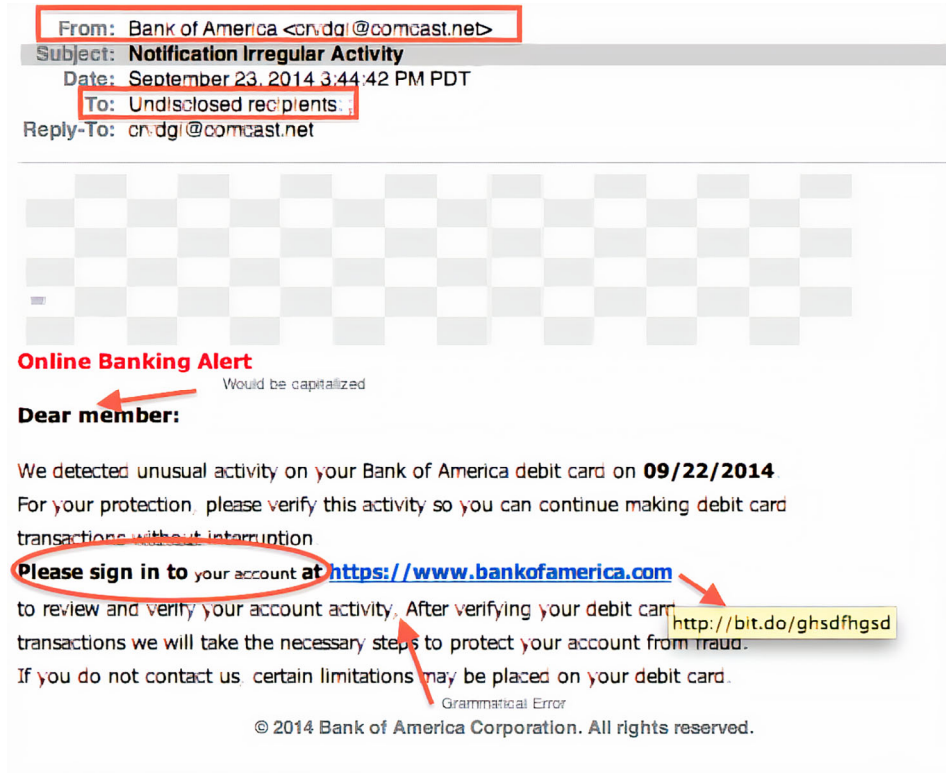 From: Bank of America <crvdgi@comcast.net>
Subject: Notification Irregular Activity
Date: September 23, 2014 3:44:42 PM PDT
To: Undisclosed recipients: ;
Reply-To: crvdgi@comcast.net
Online Banking Alert
Would be capitalized
Dear member:
We detected unusual activity on your Bank of America debit card on 09/22/2014.
For your protection, please verify this activity so you can continue making debit card
transactions without interruption.
Please sign in to your account at https://www.bankofamerica.com
to review and verify your account activity, After verifying your debit card
http://bit.do/ghsdfhgsd
transactions we will take the necessary steps to protect your account from fraud.
If you do not contact us, certain limitations may be placed on your debit card.
Grammatical Error
© 2014 Bank of America Corporation. All rights reserved.